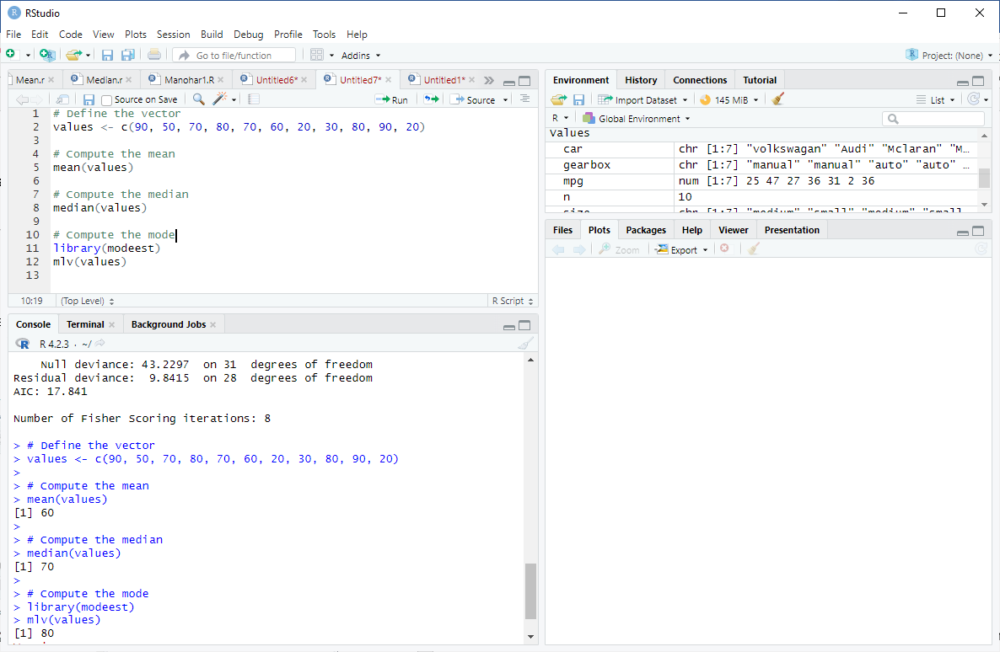 RStudio
File Edit Code View Plots Session Build Debug Profile Tools Help
Go to file/function Addins Project: (None)
Mean.r Median.r Manohar1.R Untitled6* Untitled7* Untitled1*
Source on Save Run Source
1 # Define the vector
2 values <- c(90, 50, 70, 80, 70, 60, 20, 30, 80, 90, 20)
3
4 # Compute the mean
5 mean(values)
6
7 # Compute the median
8 median(values)
9
10 # Compute the mode
11 library(modeest)
12 mlv(values)
13
10:19 (Top Level) R Script
Console Terminal Background Jobs
R 4.2.3 · ~/
Null deviance: 43.2297 on 31 degrees of freedom
Residual deviance: 9.8415 on 28 degrees of freedom
AIC: 17.841
Number of Fisher Scoring iterations: 8
> # Define the vector
> values <- c(90, 50, 70, 80, 70, 60, 20, 30, 80, 90, 20)
>
> # Compute the mean
> mean(values)
[1] 60
>
> # Compute the median
> median(values)
[1] 70
>
> # Compute the mode
> library(modeest)
> mlv(values)
[1] 80
Environment History Connections Tutorial
Import Dataset 145 MiB List
R Global Environment
Values
car chr [1:7] "volkswagan" "Audi" "Mclaran" "M…
gearbox chr [1:7] "manual" "manual" "auto" "auto" …
mpg num [1:7] 25 47 27 36 31 2 36
n 10
size chr [1:7] "medium" "small" "medium" "small
Files Plots Packages Help Viewer Presentation
Zoom Export